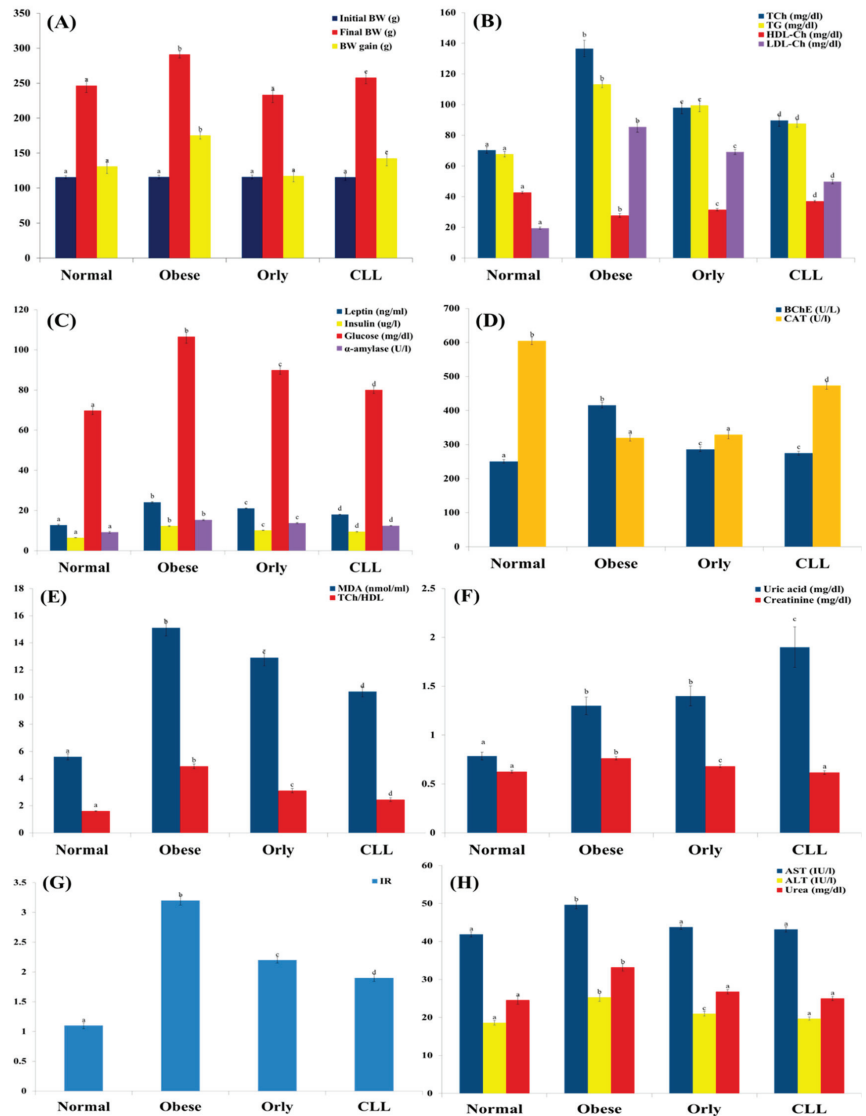 (A)
Initial BW (g)
Final BW (g)
BW gain (g)
350
300
250
200
150
100
50
0
a a a
a b b
a a a
a c c
Normal Obese Orly CLL
(B)
TCh (mg/dl)
TG (mg/dl)
HDL-Ch (mg/dl)
LDL-Ch (mg/dl)
160
140
120
100
80
60
40
20
0
a a a a
b b b b
c c c c
d d d d
Normal Obese Orly CLL
(C)
Leptin (ng/ml)
Insulin (ug/l)
Glucose (mg/dl)
α-amylase (U/l)
120
100
80
60
40
20
0
a a a a
b b b b
c c c c
d d d d
Normal Obese Orly CLL
(D)
BChE (U/L)
CAT (U/l)
700
600
500
400
300
200
100
0
a b
b a
c a
c d
Normal Obese Orly CLL
(E)
MDA (nmol/ml)
TCh/HDL
18
16
14
12
10
8
6
4
2
0
a a
b b
c c
d d
Normal Obese Orly CLL
(F)
Uric acid (mg/dl)
Creatinine (mg/dl)
2.5
2
1.5
1
0.5
0
a a
b b
b c
c a
Normal Obese Orly CLL
(G)
IR
3.5
3
2.5
2
1.5
1
0.5
0
a
b
c
d
Normal Obese Orly CLL
(H)
AST (IU/l)
ALT (IU/l)
Urea (mg/dl)
50
40
30
20
10
0
a a a
b b b
a c a
a a a
Normal Obese Orly CLL